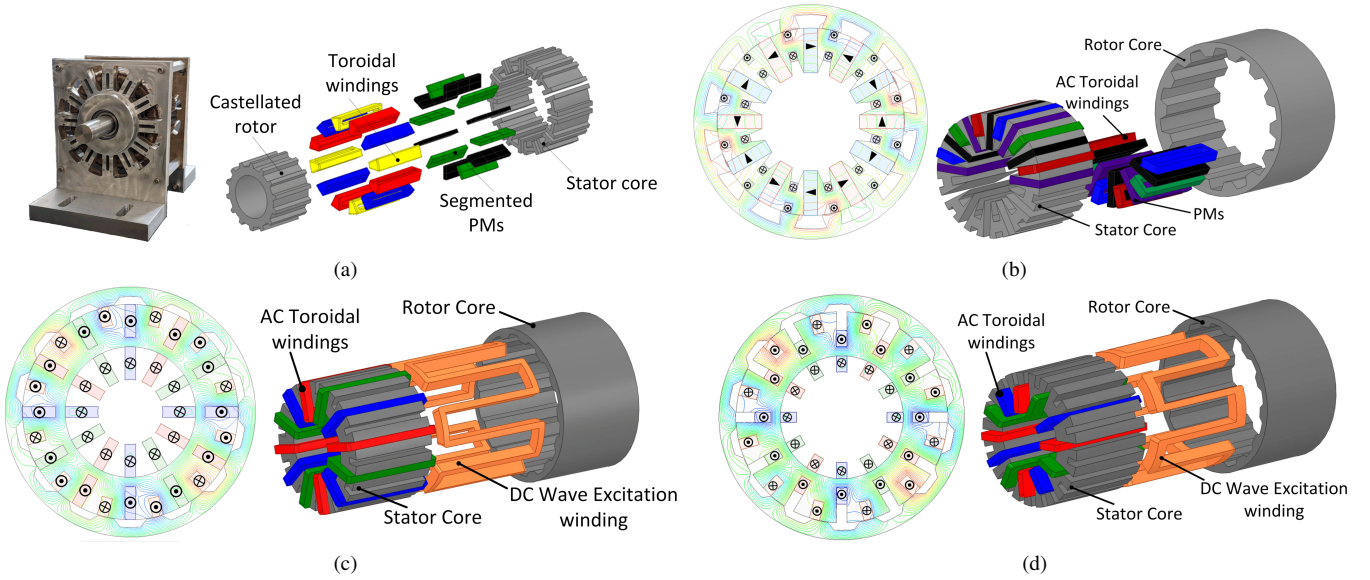 Castellated
rotor
Toroidal
windings
Segmented
PMs
Stator core
(a)
Rotor Core
AC Toroidal
windings
PMs
Stator Core
(b)
AC Toroidal
windings
Rotor Core
Stator Core
DC Wave Excitation
winding
(c)
Rotor Core
AC Toroidal
windings
Stator Core
DC Wave Excitation
winding
(d)